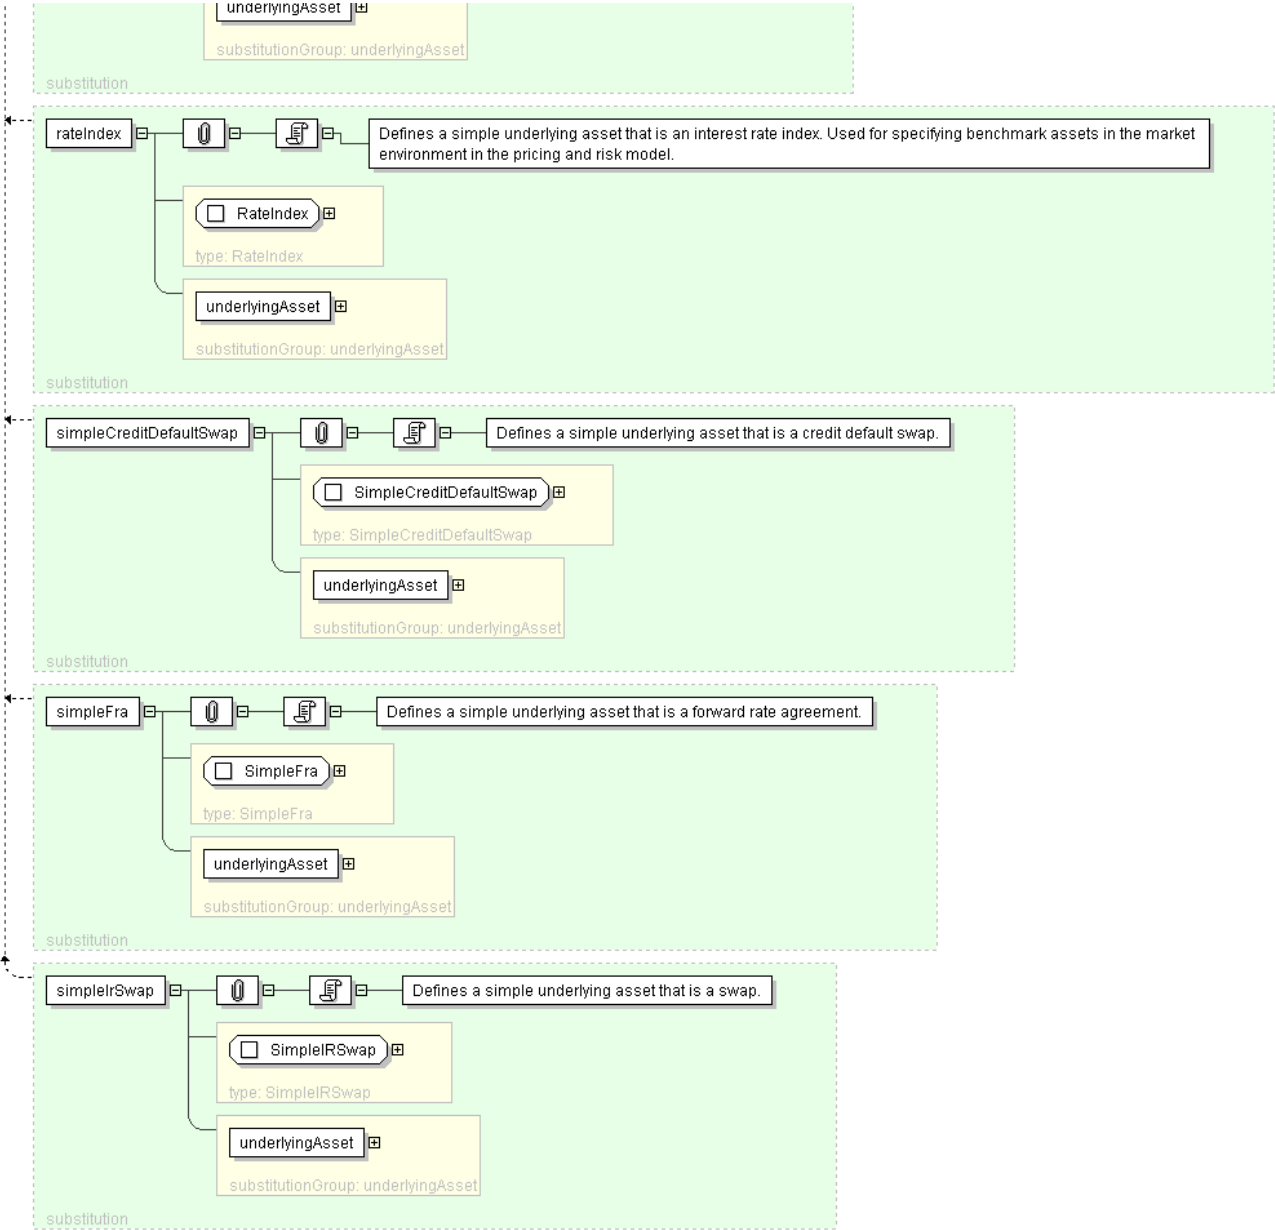 underlyingAsset
substitutionGroup: underlyingAsset
substitution
rateIndex
Defines a simple underlying asset that is an interest rate index. Used for specifying benchmark assets in the market
environment in the pricing and risk model.
RateIndex
type: RateIndex
underlyingAsset
substitutionGroup: underlyingAsset
substitution
simpleCreditDefaultSwap
Defines a simple underlying asset that is a credit default swap.
SimpleCreditDefaultSwap
type: SimpleCreditDefaultSwap
underlyingAsset
substitutionGroup: underlyingAsset
substitution
simpleFra
Defines a simple underlying asset that is a forward rate agreement.
SimpleFra
type: SimpleFra
underlyingAsset
substitutionGroup: underlyingAsset
substitution
simpleIrSwap
Defines a simple underlying asset that is a swap.
SimpleIRSwap
type: SimpleIRSwap
underlyingAsset
substitutionGroup: underlyingAsset
substitution